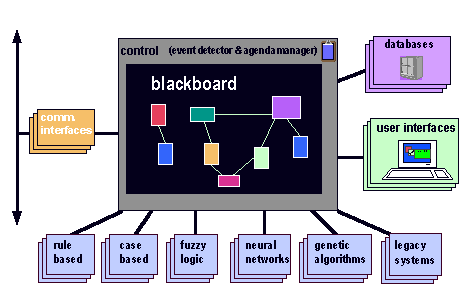 control (event detector & agenda manager)
databases
blackboard
comm.
interfaces
user interfaces
rule
based
case
based
fuzzy
logic
neural
networks
genetic
algorithms
legacy
systems